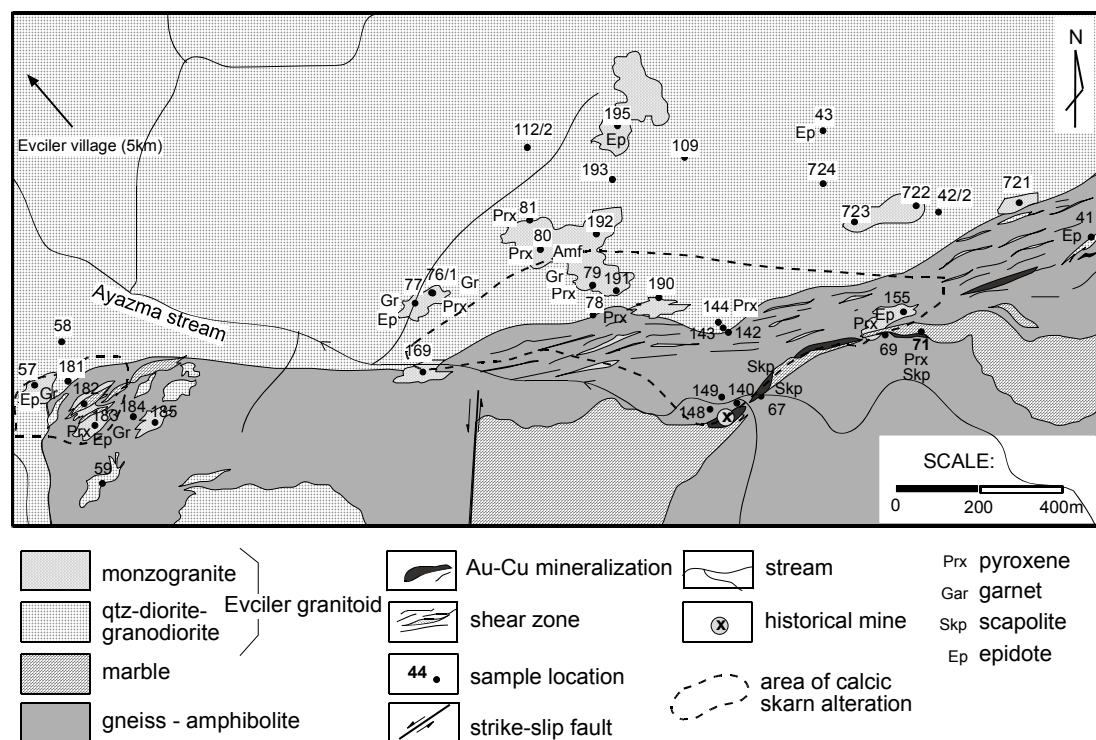 N
195
Ep
43
Ep
112/2
109
Evciler village (5km)
193
724
721
722
42/2
81
Prx
723
192
41
Ep
80
Prx
Amf
76/1
Gr
77
Gr
79
Gr
191
190
Prx
Prx
Ep
78
Prx
144
Prx
155
Ep
Ayazma stream
58
143
142
Prx
69
71
169
Prx
57
181
Skp
Skp
Ep
Gr
182
149
140
Skp
184
183
185
148
x
67
Prx
Gr
Ep
59
SCALE:
0 200 400m
monzogranite
qtz-diorite-
granodiorite
Evciler granitoid
marble
gneiss - amphibolite
Au-Cu mineralization
shear zone
44 sample location
strike-slip fault
stream
x historical mine
area of calcic
skarn alteration
Prx pyroxene
Gar garnet
Skp scapolite
Ep epidote